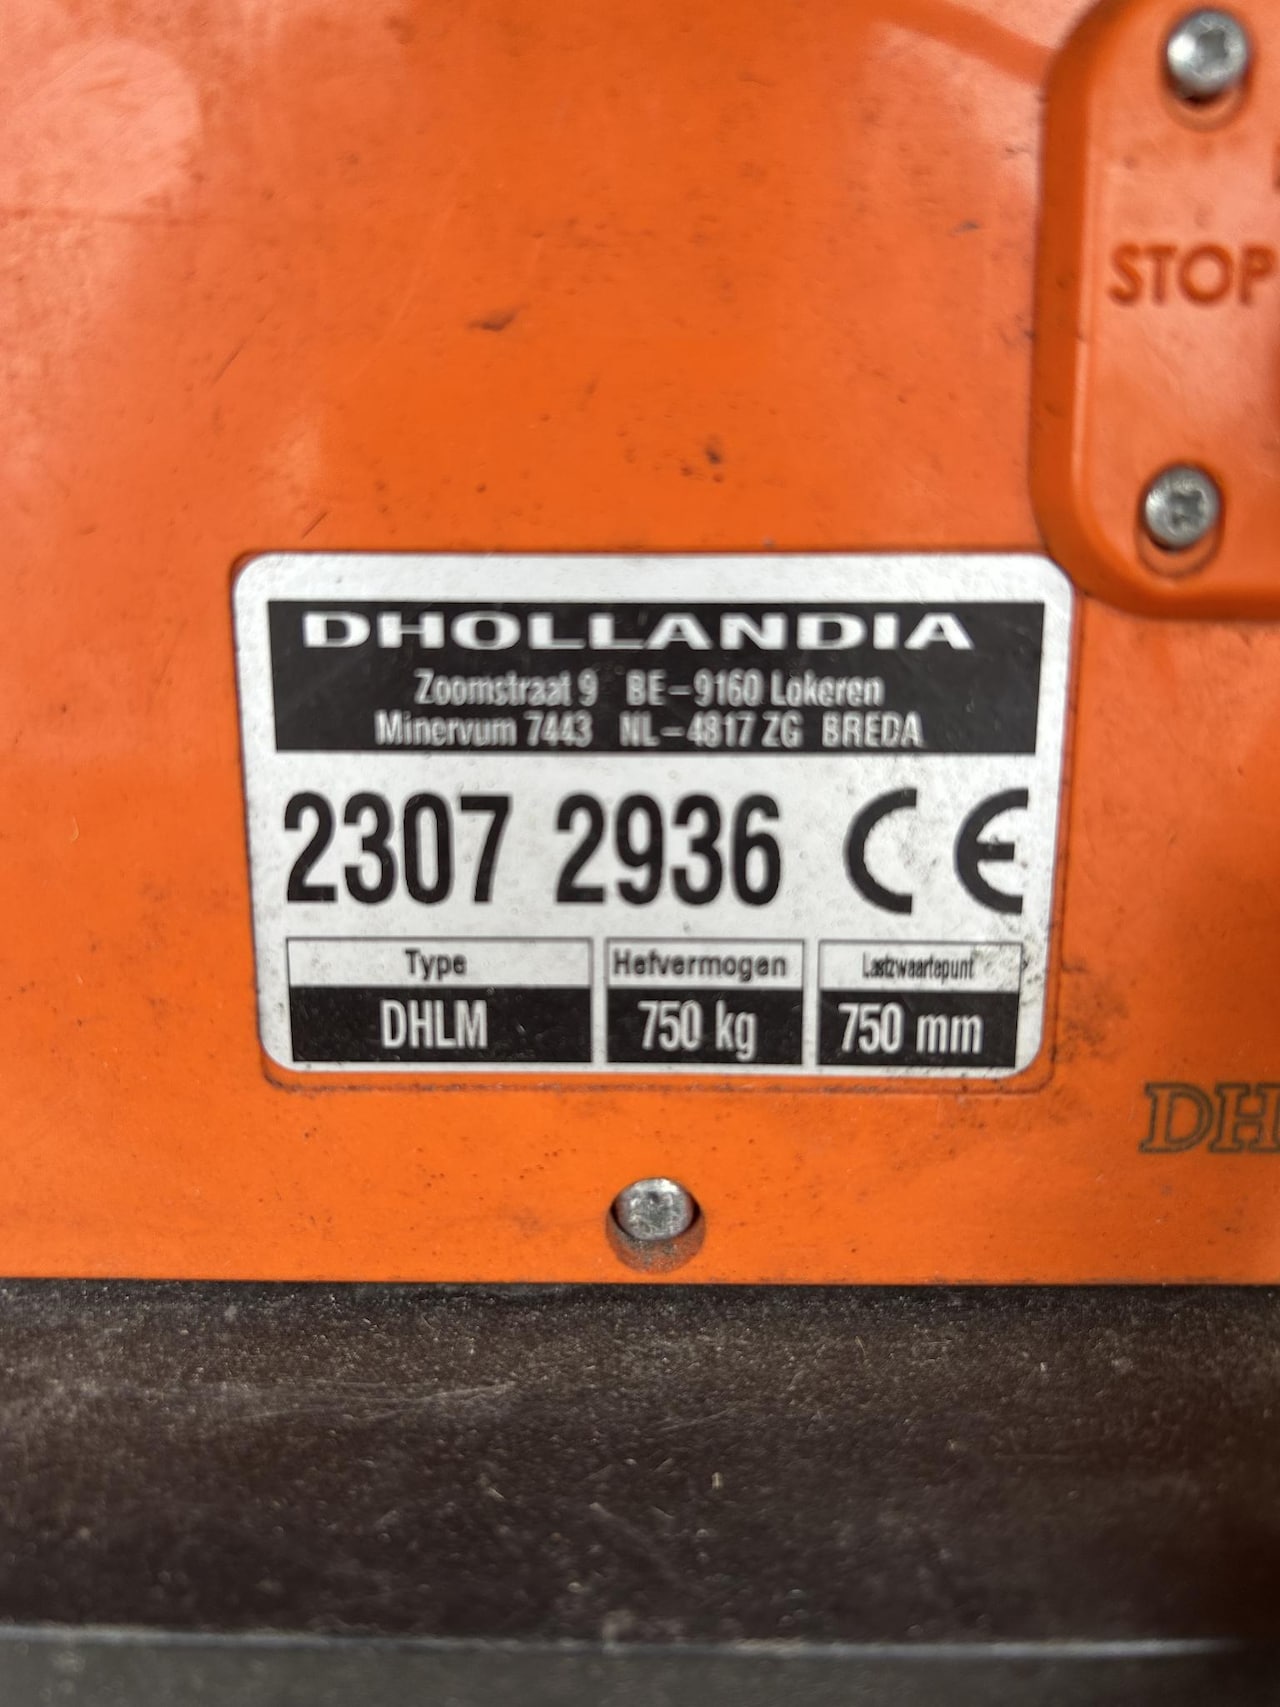 STOP
DHOLLANDIA
Zoomstraat 9 BE-9160 Lokeren
Minervum 7443 NL-4817 ZG BREDA
2307 2936 CE
Type Hefvermogen Lastzwaartepunt
DHLM 750 kg 750 mm
DH